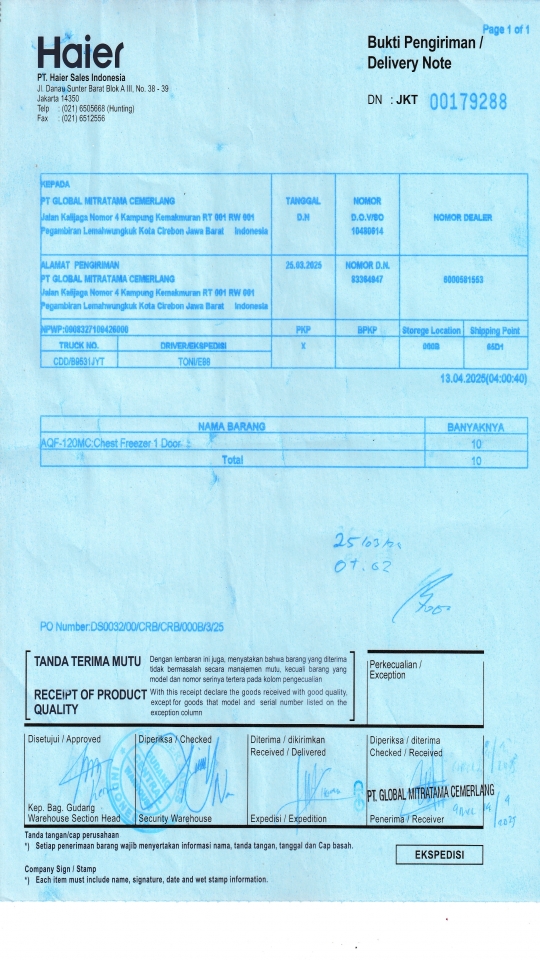 Page 1 of 1
Haier
Bukti Pengiriman /
Delivery Note
PT. Haier Sales Indonesia
Jl. Danau Sunter Barat Blok A III, No. 38 - 39
Jakarta 14350
Telp : (021) 6505668 (Hunting)
Fax : (021) 6512556
DN : JKT 00179288
KEPADA
PT GLOBAL MITRATAMA CEMERLANG
Jalan Kalijaga Nomor 4 Kampung Kemakmuran RT 001 RW 001
Pegambiran Lemahwungkuk Kota Cirebon Jawa Barat Indonesia
TANGGAL
D.N
NOMOR
D.O.V/SO
NOMOR DEALER
ALAMAT PENGIRIMAN
PT GLOBAL MITRATAMA CEMERLANG
Jalan Kalijaga Nomor 4 Kampung Kemakmuran RT 001 RW 001
Pegambiran Lemahwungkuk Kota Cirebon Jawa Barat Indonesia
25.03.2025
NOMOR D.N.
PKP BPKP Storege Location Shipping Point
TRUCK NO. DRIVER/EKSPEDISI X 000B
CDD/B9531JYT
13.04.2025(04:00:40)
NAMA BARANG BANYAKNYA
AQF-120MC:Chest Freezer 1 Door 10
Total 10
PO Number:DS0032/00/CRB/CRB/000B/3/25
TANDA TERIMA MUTU
Dengan lembaran ini juga, menyatakan bahwa barang yang diterima
tidak bermasalah secara manajemen mutu, kecuali barang yang
model dan nomor serinya tertera pada kolom pengecualian
RECEIPT OF PRODUCT
QUALITY
With this receipt declare the goods received with good quality,
except for goods that model and serial number listed on the
exception column
Perkecualian /
Exception
Disetujui / Approved
Diperiksa / Checked
Diterima / dikirimkan
Received / Delivered
Diperiksa / diterima
Checked / Received
PT. GLOBAL MITRATAMA CEMERLANG
Kep. Bag. Gudang
Warehouse Section Head
Security Warehouse
Expedisi / Expedition
Penerima / Receiver
Tanda tangan/cap perusahaan
*) Setiap penerimaan barang wajib menyertakan informasi nama, tanda tangan, tanggal dan Cap basah.
EKSPEDISI
Company Sign / Stamp
*) Each item must include name, signature, date and wet stamp information.